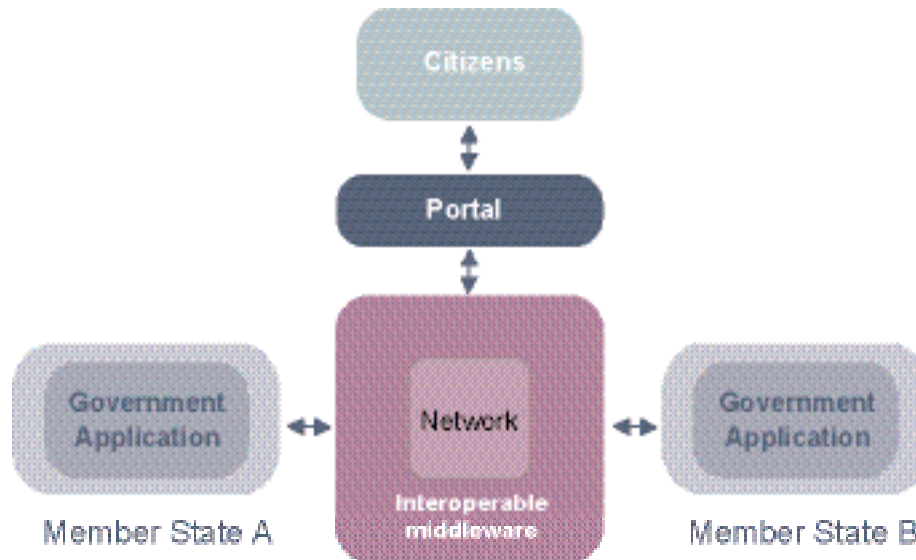 Citizens
Portal
Government
Application
Network
Government
Application
Interoperable
middleware
Member State A
Member State B